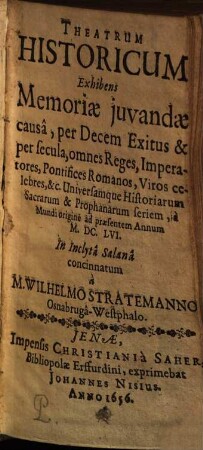 THEATRUM
HISTORICUM
Exhibens
Memoriæ juvandæ
causâ, per Decem Exitus &
per secula, omnes Reges, Impera-
tores, Pontifices Romanos, Viros ce-
lebres, &c. Universamque Historiarum
Sacrarum & Prophanarum seriem, à
Mundi origine ad præsentem Annum
M. DC. LVI.
In Inclytâ Salanâ
concinnatum
à
M. WILHELMO STRATEMANNO
Osnabrugâ-Westphalo.
JENÆ,
Impensis CHRISTIANI à SAHER,
Bibliopolæ Erffurdini, exprimebat
JOHANNES NISIUS.
ANNO 1656.